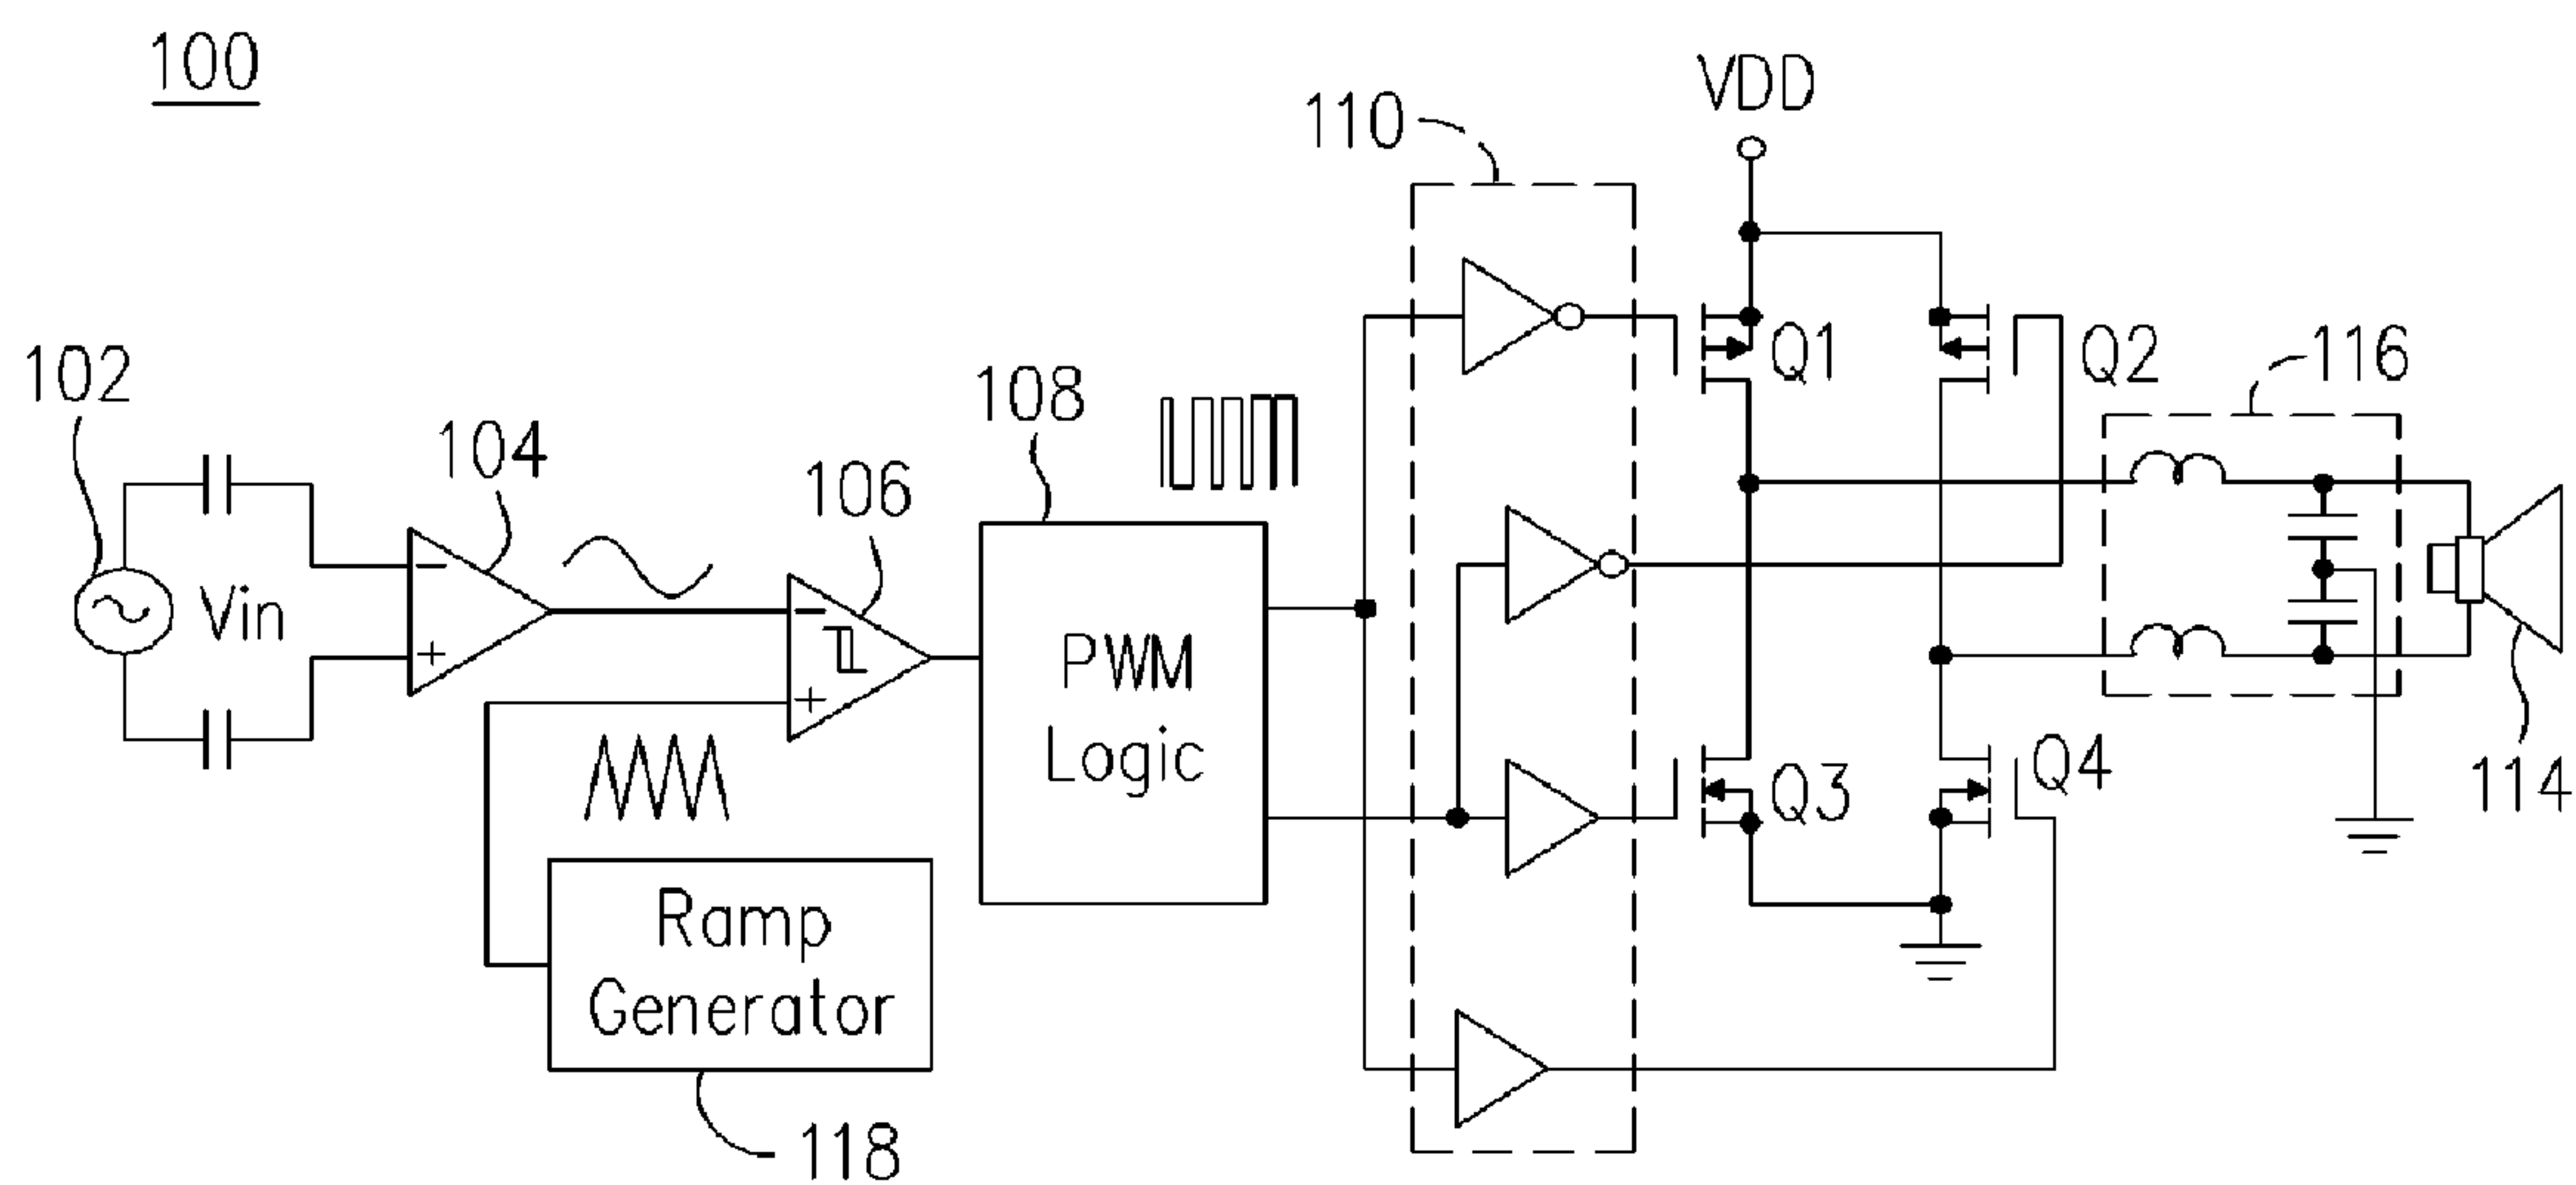 100
VDD
110
102
Vin
104
106
108
PWM
Logic
Q1
Q2
116
Q3
Q4
114
Ramp
Generator
118